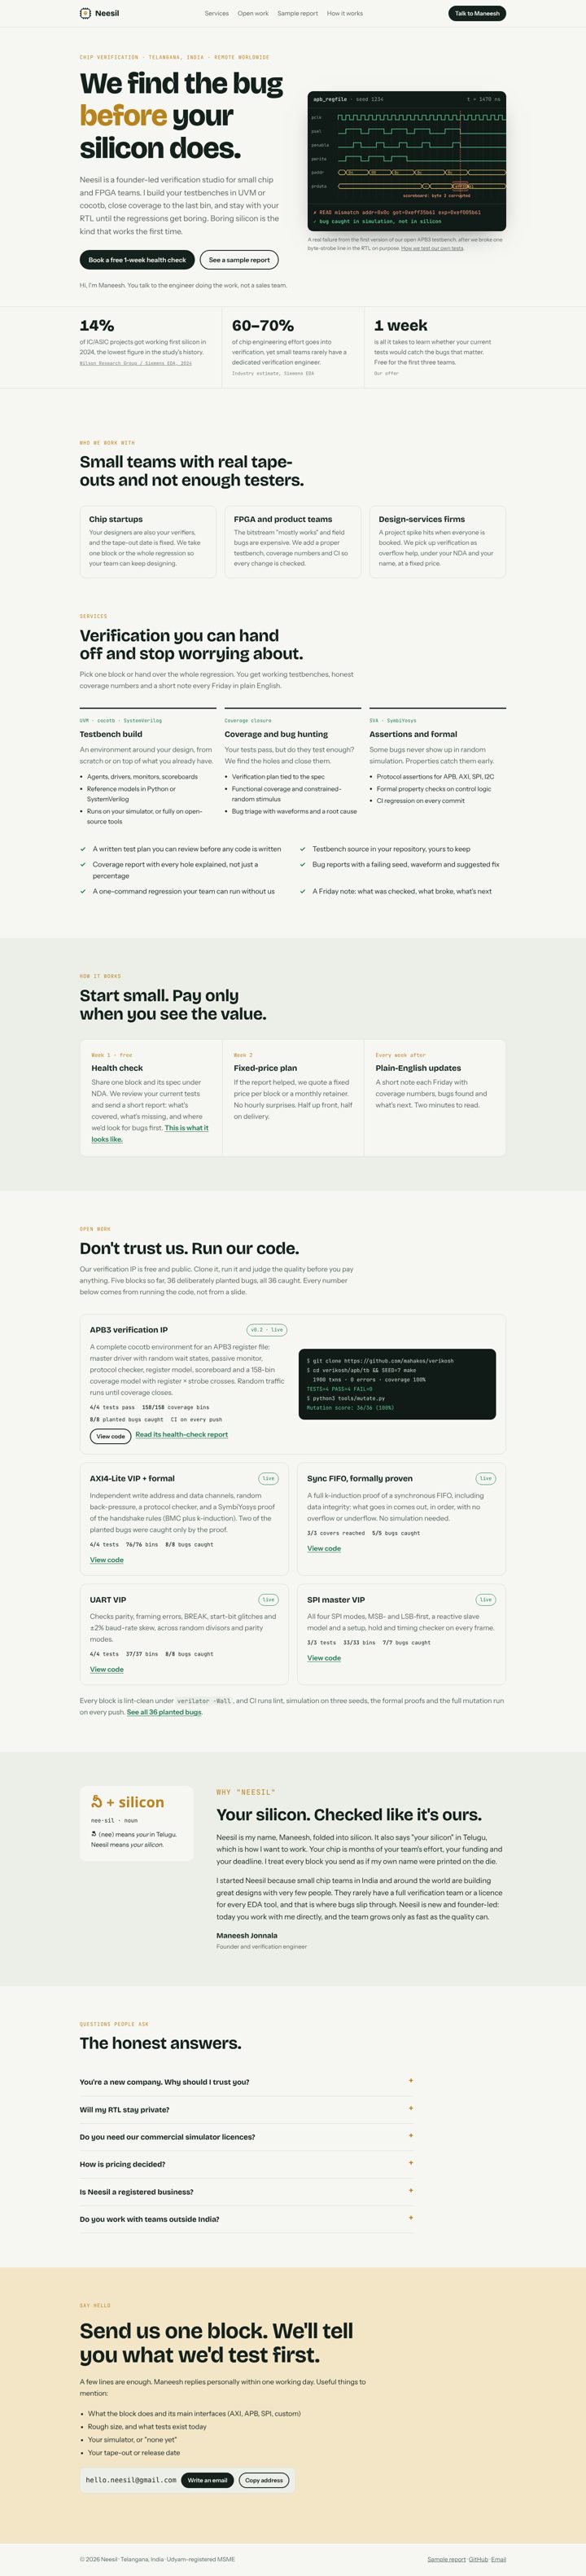 Neesil
Services Open work Sample report How it works
Talk to Maneesh
CHIP VERIFICATION · TELANGANA, INDIA · REMOTE WORLDWIDE
We find the bug
before your
silicon does.
Neesil is a founder-led verification studio for small chip
and FPGA teams. I build your testbenches in UVM or
cocotb, close coverage to the last bin, and stay with your
RTL until the regressions get boring. Boring silicon is the
kind that works the first time.
Book a free 1-week health check
See a sample report
Hi, I'm Maneesh. You talk to the engineer doing the work, not a sales team.
apb_regfile · seed 1234
t = 1470 ns
pclk
psel
penable
pwrite
paddr
prdata
scoreboard: byte 3 corrupted
✗ READ mismatch addr=0x0c got=0xeff35b61 exp=0xef005b61
✓ bug caught in simulation, not in silicon
A real failure from the first version of our open APB3 testbench, after we broke one
byte-strobe line in the RTL on purpose. How we test our own tests
14%
of IC/ASIC projects got working first silicon in
2024, the lowest figure in the study's history.
Wilson Research Group / Siemens EDA, 2024
60–70%
of chip engineering effort goes into
verification, yet small teams rarely have a
dedicated verification engineer.
Industry estimate, Siemens EDA
1 week
is all it takes to learn whether your current
tests would catch the bugs that matter.
Free for the first three teams.
Our offer
WHO WE WORK WITH
Small teams with real tape-
outs and not enough testers.
Chip startups
Your designers are also your verifiers,
and the tape-out date is fixed. We take
one block or the whole regression so
your team can keep designing.
FPGA and product teams
The bitstream "mostly works" and field
bugs are expensive. We add a proper
testbench, coverage numbers and CI so
every change is checked.
Design-services firms
A project spike hits when everyone is
booked. We pick up verification as
overflow help, under your NDA and your
name, at a fixed price.
SERVICES
Verification you can hand
off and stop worrying about.
Pick one block or hand over the whole regression. You get working testbenches, honest
coverage numbers and a short note every Friday in plain English.
UVM · cocotb · SystemVerilog
Testbench build
An environment around your design, from
scratch or on top of what you already have.
• Agents, drivers, monitors, scoreboards
• Reference models in Python or
SystemVerilog
• Runs on your simulator, or fully on open-
source tools
Coverage closure
Coverage and bug hunting
Your tests pass, but do they test enough?
We find the holes and close them.
• Verification plan tied to the spec
• Functional coverage and constrained-
random stimulus
• Bug triage with waveforms and a root cause
SVA · SymbiYosys
Assertions and formal
Some bugs never show up in random
simulation. Properties catch them early.
• Protocol assertions for APB, AXI, SPI, I2C
• Formal property checks on control logic
• CI regression on every commit
✓ A written test plan you can review before any code is written
✓ Testbench source in your repository, yours to keep
✓ Coverage report with every hole explained, not just a
percentage
✓ Bug reports with a failing seed, waveform and suggested fix
✓ A one-command regression your team can run without us
✓ A Friday note: what was checked, what broke, what's next
HOW IT WORKS
Start small. Pay only
when you see the value.
Week 1 · free
Health check
Share one block and its spec under
NDA. We review your current tests
and send a short report: what's
covered, what's missing, and where
we'd look for bugs first. This is what it
looks like.
Week 2
Fixed-price plan
If the report helped, we quote a fixed
price per block or a monthly retainer.
No hourly surprises. Half up front, half
on delivery.
Every week after
Plain-English updates
A short note each Friday with
coverage numbers, bugs found and
what's next. Two minutes to read.
OPEN WORK
Don't trust us. Run our code.
Our verification IP is free and public. Clone it, run it and judge the quality before you pay
anything. Five blocks so far, 36 deliberately planted bugs, all 36 caught. Every number
below comes from running the code, not from a slide.
APB3 verification IP
v0.2 · live
A complete cocotb environment for an APB3 register file:
master driver with random wait states, passive monitor,
protocol checker, register model, scoreboard and a 158-bin
coverage model with register × strobe crosses. Random traffic
runs until coverage closes.
4/4 tests pass 158/158 coverage bins
8/8 planted bugs caught CI on every push
View code
Read its health-check report
$ git clone https://github.com/mahakos/verikosh
$ cd verikosh/apb/tb && SEED=7 make
1900 txns · 0 errors · coverage 100%
TESTS=4 PASS=4 FAIL=0
$ python3 tools/mutate.py
Mutation score: 36/36 (100%)
AXI4-Lite VIP + formal
live
Independent write address and data channels, random
back-pressure, a protocol checker, and a SymbiYosys proof
of the handshake rules (BMC plus k-induction). Two of the
planted bugs were caught only by the proof.
4/4 tests 76/76 bins 8/8 bugs caught
View code
Sync FIFO, formally proven
live
A full k-induction proof of a synchronous FIFO, including
data integrity: what goes in comes out, in order, with no
overflow or underflow. No simulation needed.
3/3 covers reached 5/5 bugs caught
View code
UART VIP
live
Checks parity, framing errors, BREAK, start-bit glitches and
±2% baud-rate skew, across random divisors and parity
modes.
4/4 tests 37/37 bins 8/8 bugs caught
View code
SPI master VIP
live
All four SPI modes, MSB- and LSB-first, a reactive slave
model and a setup, hold and timing checker on every frame.
3/3 tests 33/33 bins 7/7 bugs caught
View code
Every block is lint-clean under verilator -Wall, and CI runs lint, simulation on three seeds, the formal proofs and the full mutation run
on every push. See all 36 planted bugs.
నీ + silicon
nee-sil · noun
నీ (nee) means your in Telugu.
Neesil means your silicon.
WHY "NEESIL"
Your silicon. Checked like it's ours.
Neesil is my name, Maneesh, folded into silicon. It also says "your silicon" in Telugu,
which is how I want to work. Your chip is months of your team's effort, your funding and
your deadline. I treat every block you send as if my own name were printed on the die.
I started Neesil because small chip teams in India and around the world are building
great designs with very few people. They rarely have a full verification team or a licence
for every EDA tool, and that is where bugs slip through. Neesil is new and founder-led:
today you work with me directly, and the team grows only as fast as the quality can.
Maneesh Jonnala
Founder and verification engineer
QUESTIONS PEOPLE ASK
The honest answers.
You're a new company. Why should I trust you? +
Will my RTL stay private? +
Do you need our commercial simulator licences? +
How is pricing decided? +
Is Neesil a registered business? +
Do you work with teams outside India? +
SAY HELLO
Send us one block. We'll tell
you what we'd test first.
A few lines are enough. Maneesh replies personally within one working day. Useful things to
mention:
• What the block does and its main interfaces (AXI, APB, SPI, custom)
• Rough size, and what tests exist today
• Your simulator, or "none yet"
• Your tape-out or release date
hello.neesil@gmail.com
Write an email
Copy address
© 2026 Neesil · Telangana, India · Udyam-registered MSME
Sample report · GitHub · Email